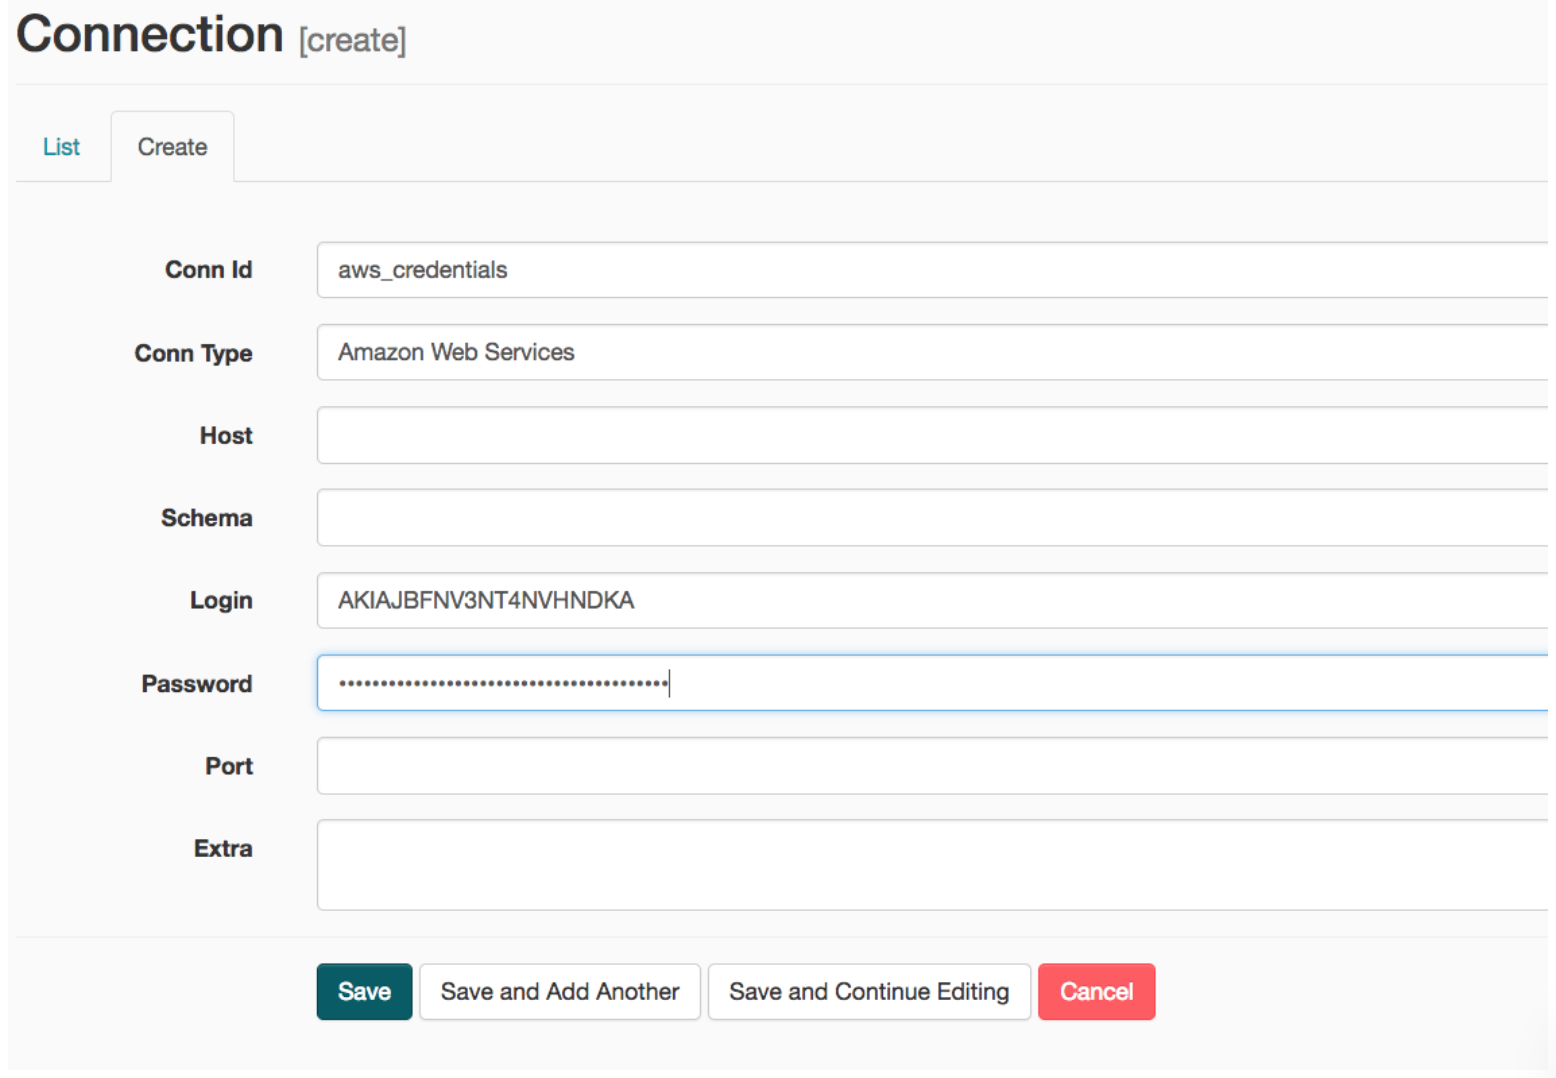 Connection [create]
List
Create
Conn Id
aws_credentials
Conn Type
Amazon Web Services
Host
Schema
Login
AKIAJBFNV3NT4NVHNDKA
Password
••••••••••••••••••••••••••••••••••••••••
Port
Extra
Save
Save and Add Another
Save and Continue Editing
Cancel